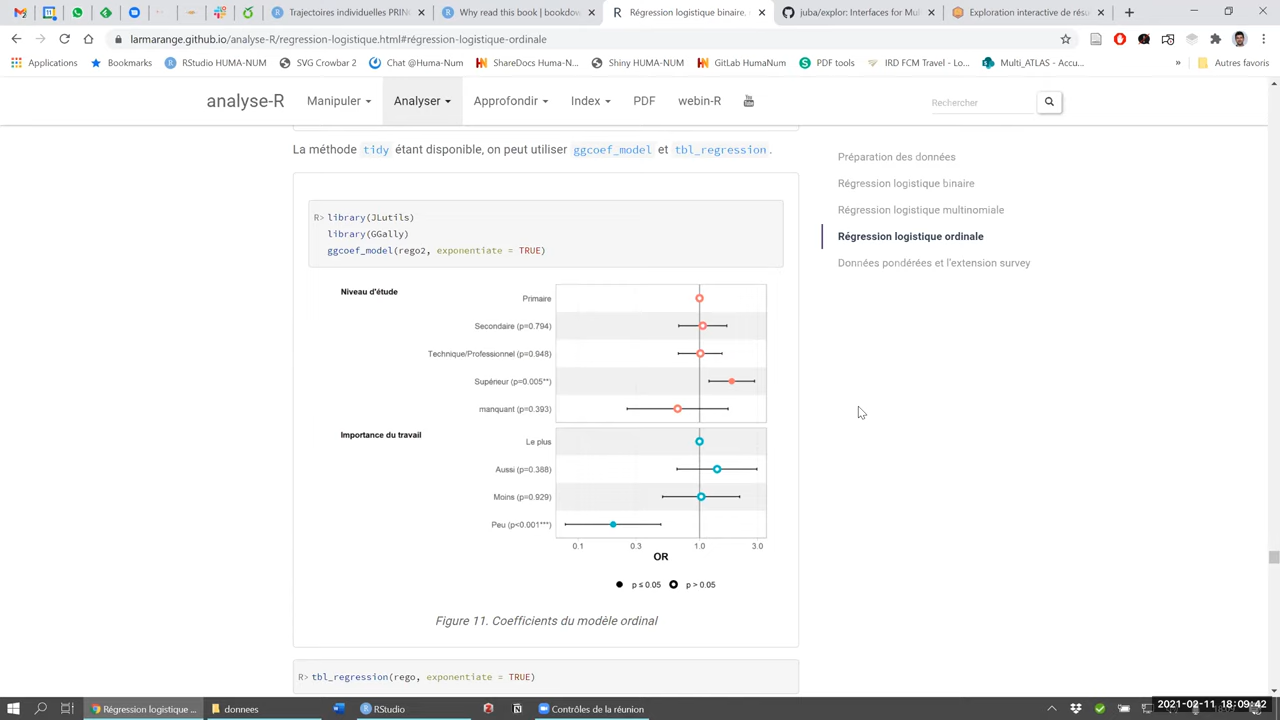 Trajectoires individuelles PRINC
Why read this book | bookdow
Régression logistique binaire,
juba/explor: Interfaces for Mul
Exploration interactive de résu
18:09:42
larmarange.github.io/analyse-R/regression-logistique.html#régression-logistique-ordinale
Applications
Bookmarks
RStudio HUMA-NUM
SVG Crowbar 2
Chat @Huma-Num
ShareDocs Huma-N...
Shiny HUMA-NUM
GitLab HumaNum
PDF tools
IRD FCM Travel - Lo...
Multi_ATLAS - Accu...
»
Autres favoris
analyse-R
Manipuler
Analyser
Approfondir
Index
PDF
webin-R
Rechercher
La méthode tidy étant disponible, on peut utiliser ggcoef_model et tbl_regression.
R> library(JLutils)
library(GGally)
ggcoef_model(rego2, exponentiate = TRUE)
Niveau d'étude
Primaire
Secondaire (p=0.794)
Technique/Professionnel (p=0.948)
Supérieur (p=0.005**)
manquant (p=0.393)
Importance du travail
Le plus
Aussi (p=0.388)
Moins (p=0.929)
Peu (p<0.001***)
0.1 0.3 1.0 3.0
OR
p ≤ 0.05 p > 0.05
Figure 11. Coefficients du modèle ordinal
R> tbl_regression(rego, exponentiate = TRUE)
Préparation des données
Régression logistique binaire
Régression logistique multinomiale
Régression logistique ordinale
Données pondérées et l'extension survey
Régression logistique ...
donnees
RStudio
Contrôles de la réunion
2021-02-11 18:09:42